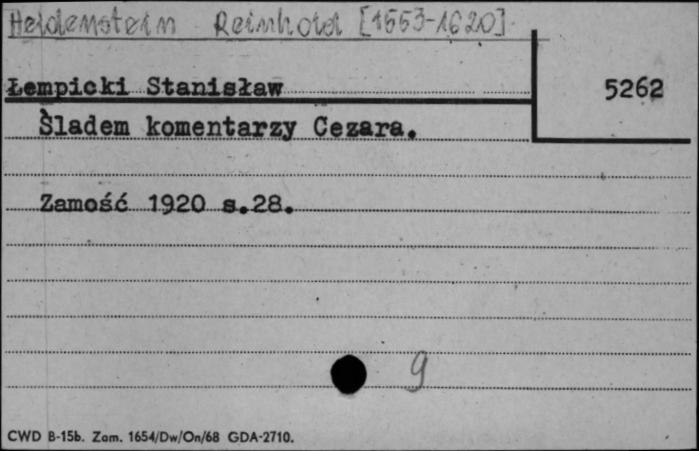 Heidenstein Reinhold [1553-1620]
Łempicki Stanisław
5262
Śladem komentarzy Cezara.
Zamość 1920 s.28.
9
CWD B-15b. Zam. 1654/Dw/On/68 GDA-2710.